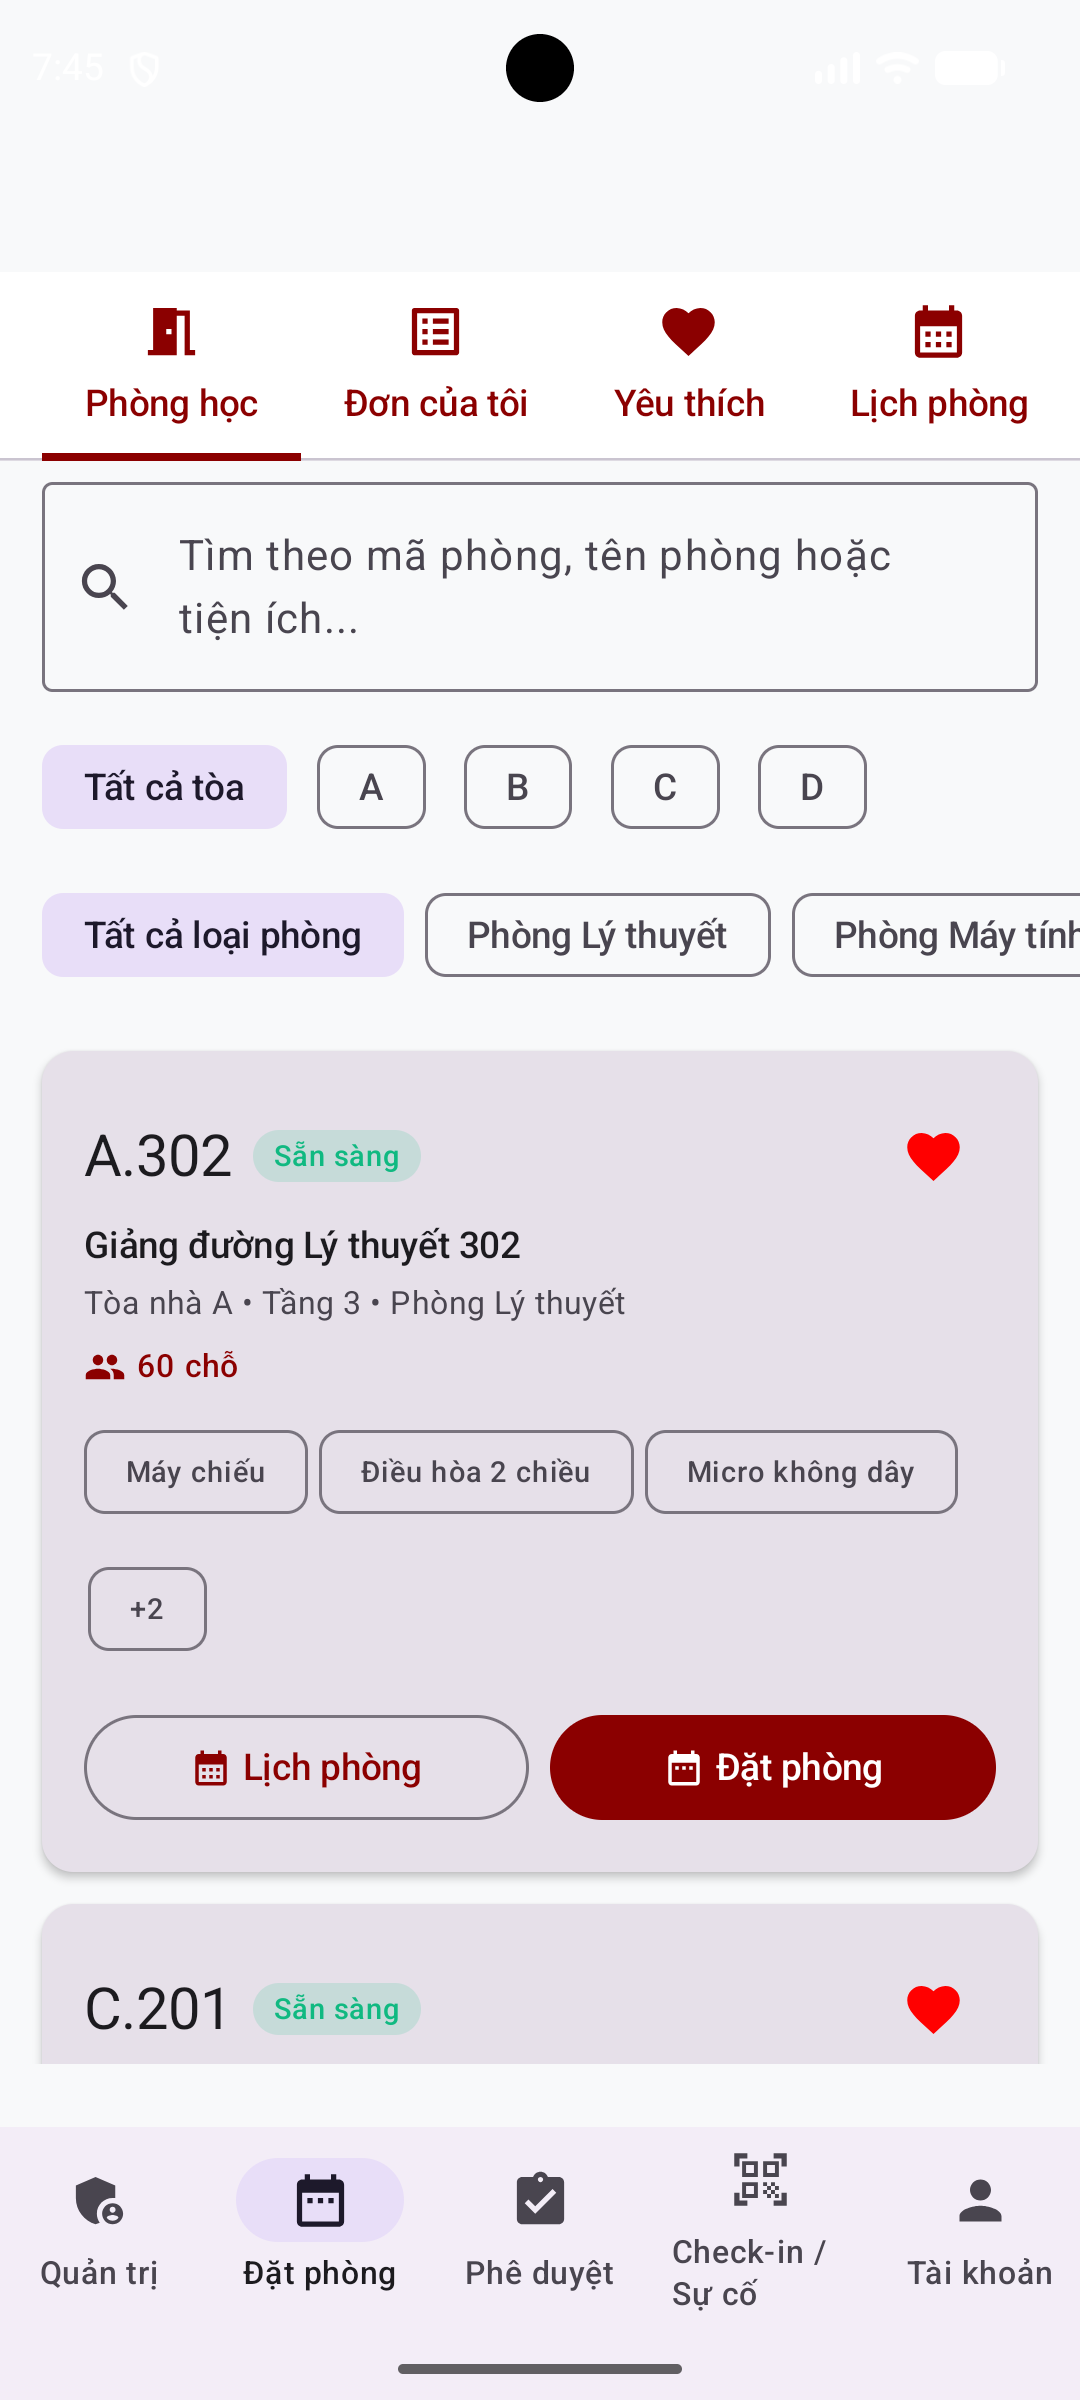 7:45
Phòng học
Đơn của tôi
Yêu thích
Lịch phòng
Tìm theo mã phòng, tên phòng hoặc
tiện ích...
Tất cả tòa
A
B
C
D
Tất cả loại phòng
Phòng Lý thuyết
Phòng Máy tính
A.302
Sẵn sàng
Giảng đường Lý thuyết 302
Tòa nhà A • Tầng 3 • Phòng Lý thuyết
60 chỗ
Máy chiếu
Điều hòa 2 chiều
Micro không dây
+2
Lịch phòng
Đặt phòng
C.201
Sẵn sàng
Quản trị
Đặt phòng
Phê duyệt
Check-in /
Sự cố
Tài khoản